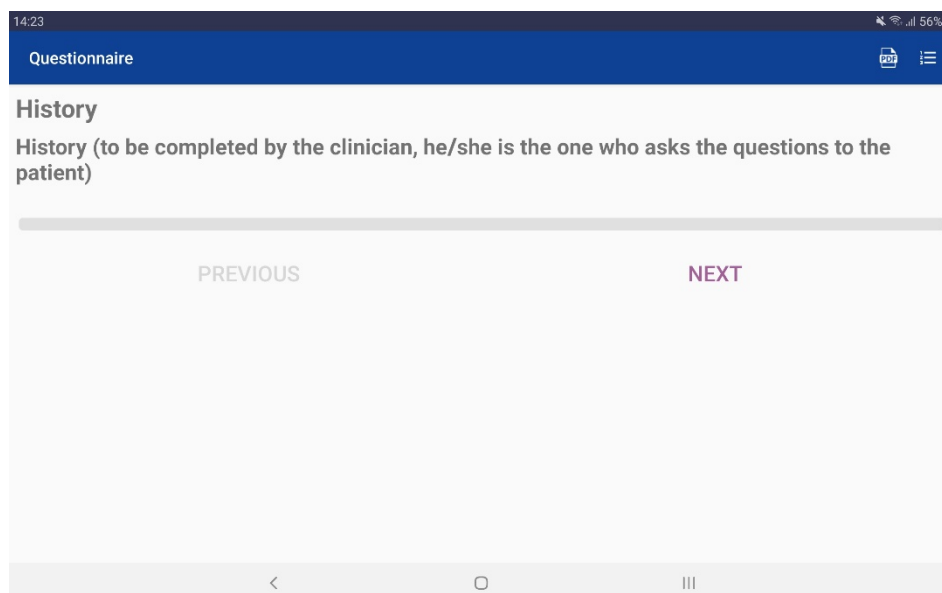 14:23
56%
Questionnaire
PDF
History
History (to be completed by the clinician, he/she is the one who asks the questions to the
patient)
PREVIOUS
NEXT